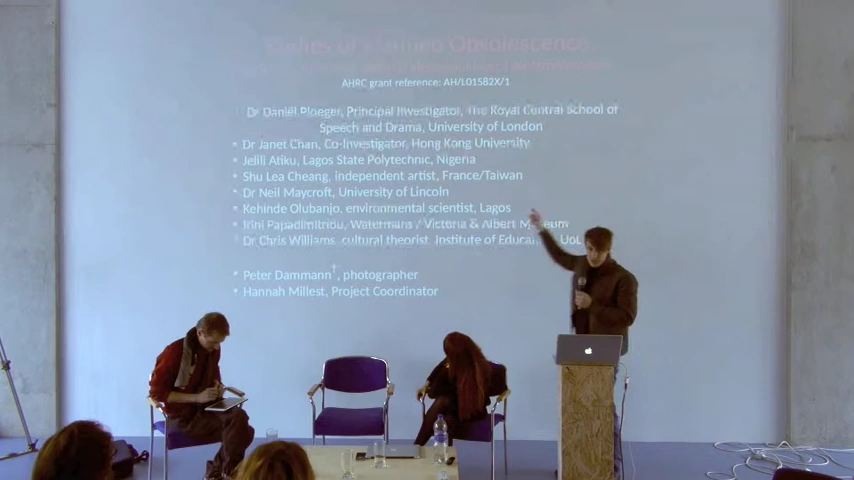 Obsolescence
AHRC grant reference: AH/L01582X/1
Dr Daniel Ploeger, Principal Investigator, The Royal Central School of
Speech and Drama, University of London
Dr Janet Chan, Co-Investigator, Hong Kong University
Jelili Atiku, Lagos State Polytechnic, Nigeria
Shu Lea Cheang, independent artist, France/Taiwan
Dr Neil Maycroft, University of Lincoln
Kehinde Olubanjo, environmental scientist, Lagos
Irini Papadimitriou, Watermans / Victoria & Albert Museum
Dr Chris Williams, cultural theorist, Institute of Education, UoL
Peter Dammann†, photographer
Hannah Millest, Project Coordinator